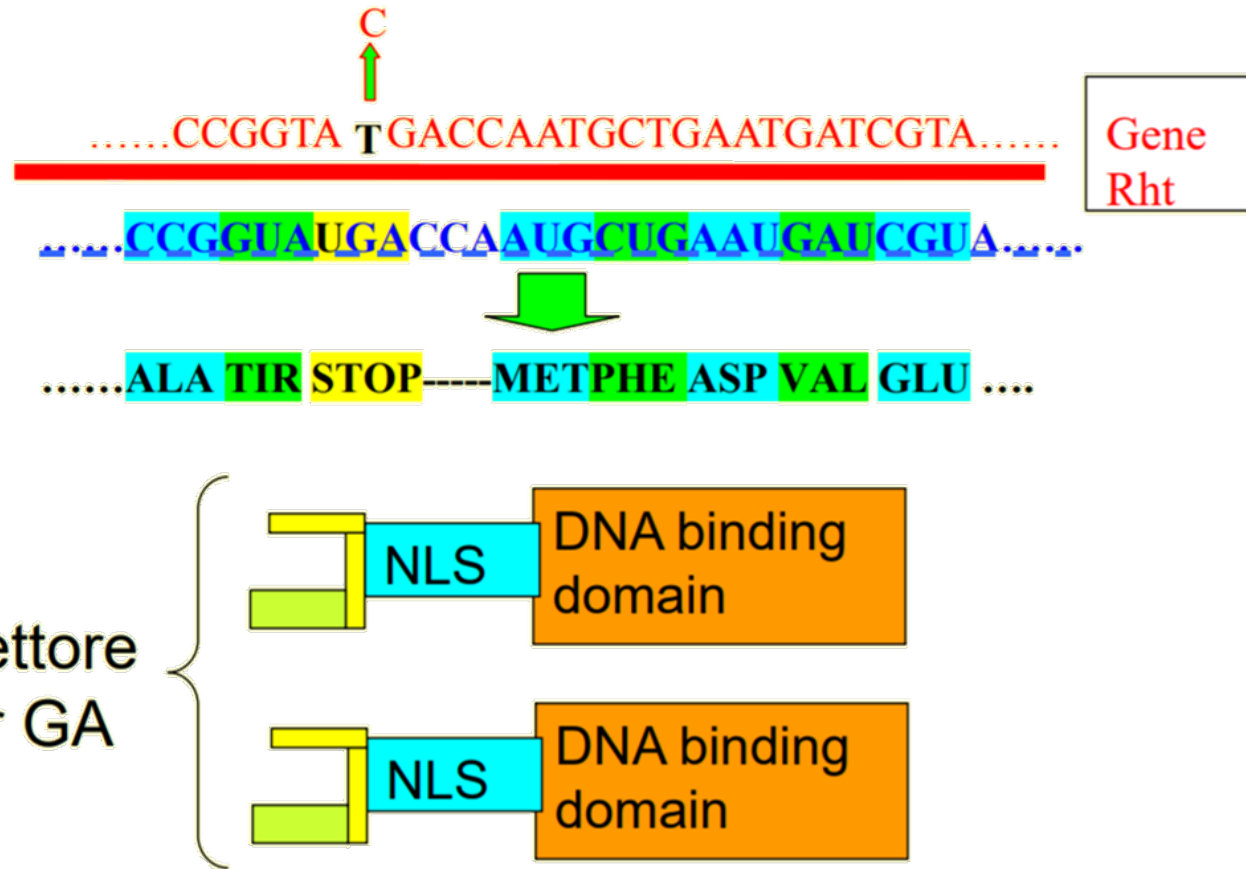 C
……CCGGTA T GACCAATGCTGAATGATCGTA……
Gene
Rht
……CCGGUAUGACCAAUGCUGAAUGAUCGUA……
……ALA TIR STOP-----METPHE ASP VAL GLU ….
DNA binding
domain
NLS
ettore
r GA
DNA binding
domain
NLS